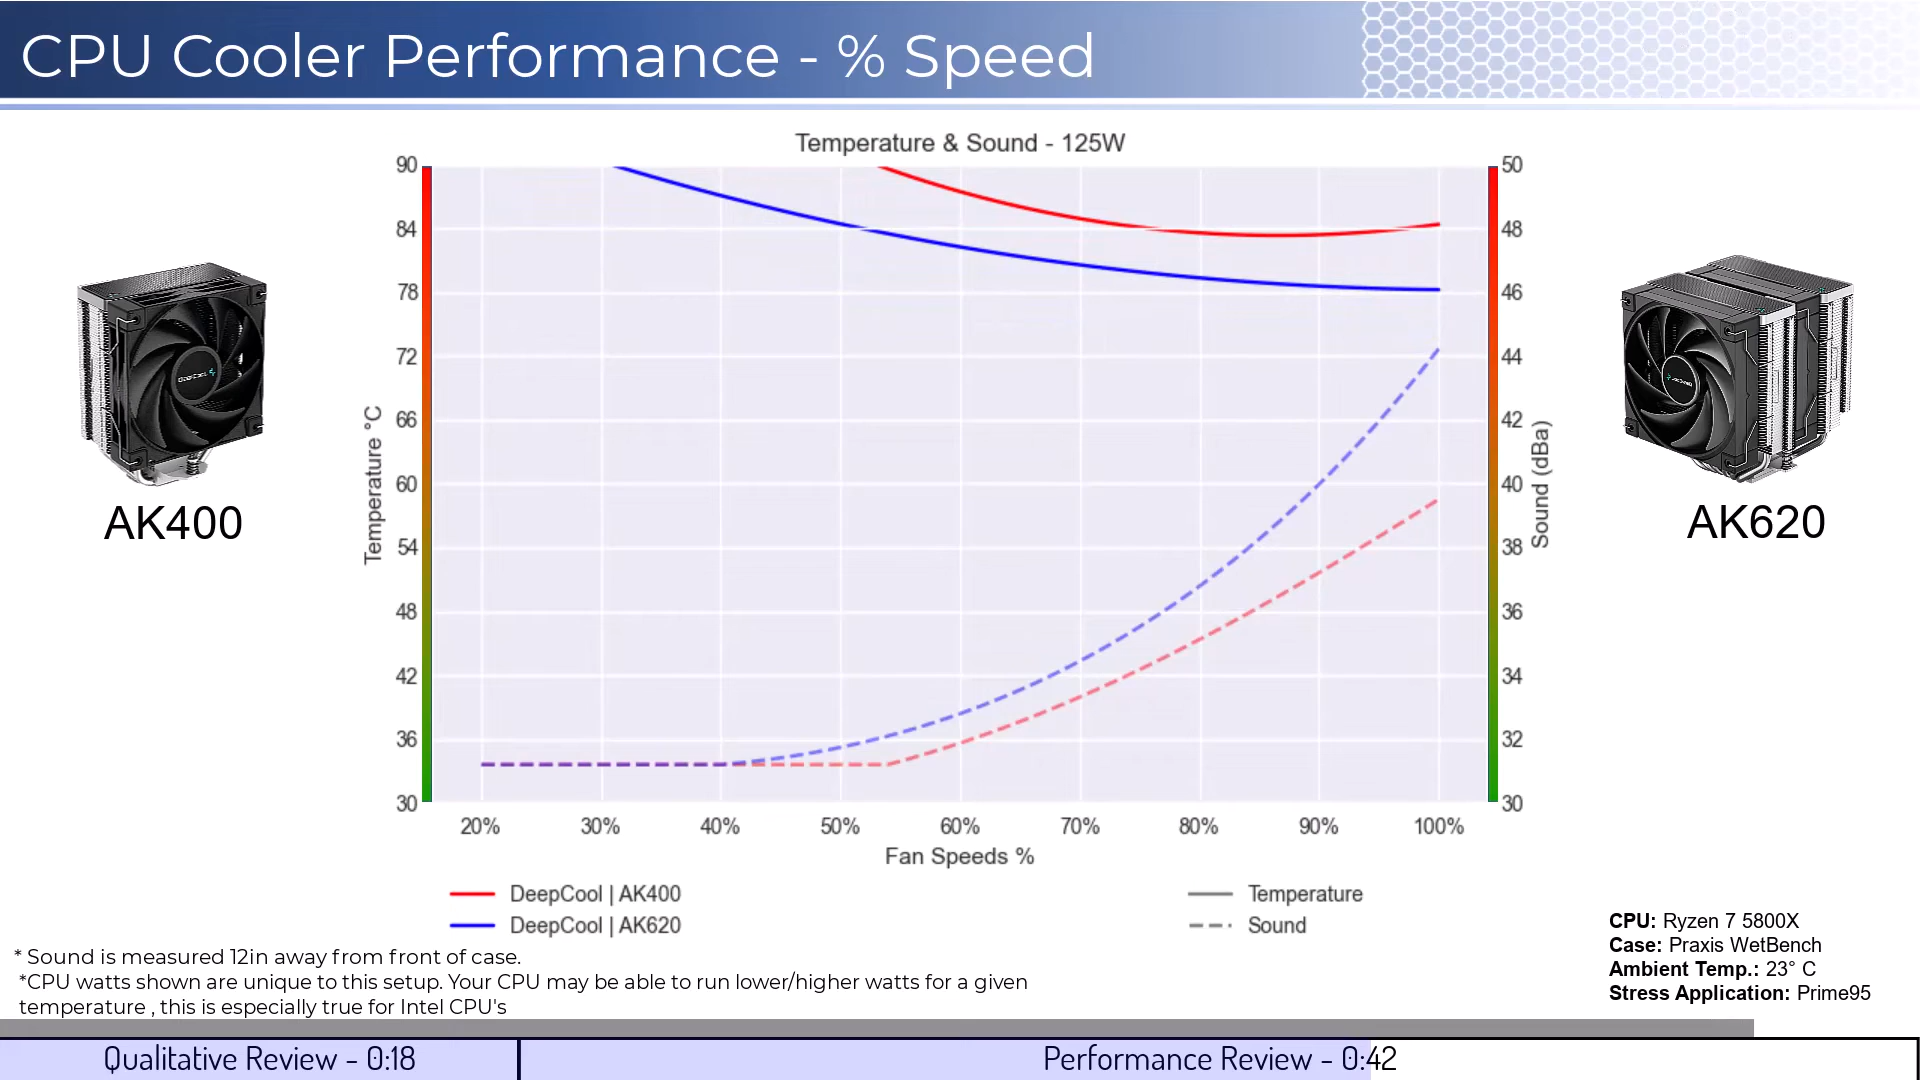 CPU Cooler Performance - % Speed
Temperature & Sound - 125W
90
84
78
72
66
60
54
48
42
36
30
Temperature °C
50
48
46
44
42
40
38
36
34
32
30
Sound (dBa)
20% 30% 40% 50% 60% 70% 80% 90% 100%
Fan Speeds %
AK400
AK620
DeepCool | AK400
DeepCool | AK620
Temperature
Sound
* Sound is measured 12in away from front of case.
*CPU watts shown are unique to this setup. Your CPU may be able to run lower/higher watts for a given
temperature , this is especially true for Intel CPU's
CPU: Ryzen 7 5800X
Case: Praxis WetBench
Ambient Temp.: 23° C
Stress Application: Prime95
Qualitative Review - 0:18
Performance Review - 0:42